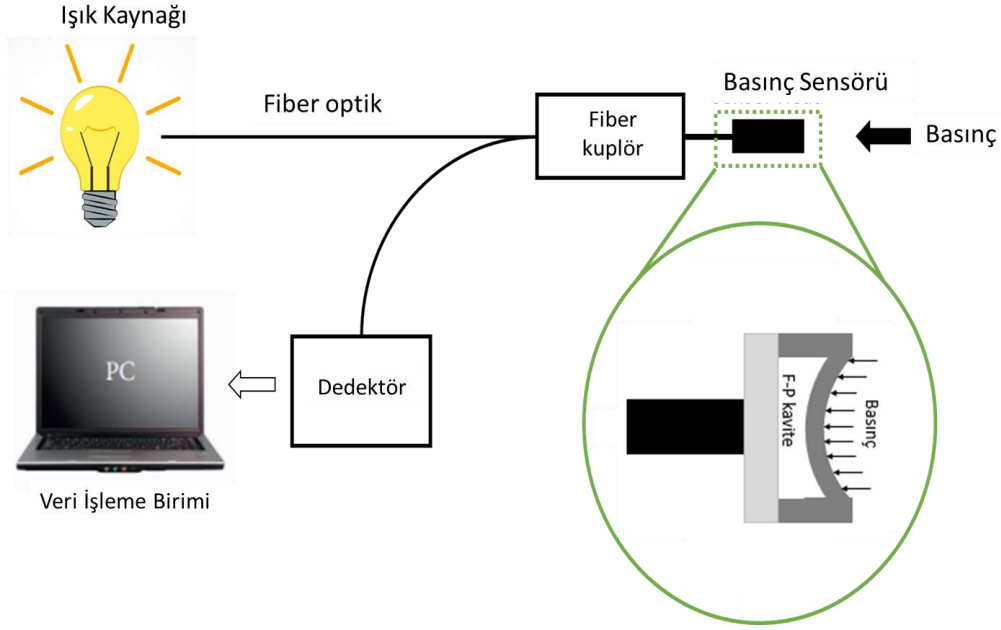 Işık Kaynağı
Fiber optik
Fiber
kuplör
Basınç Sensörü
Basınç
PC
Dedektör
Veri İşleme Birimi
F-P kavite
Basınç